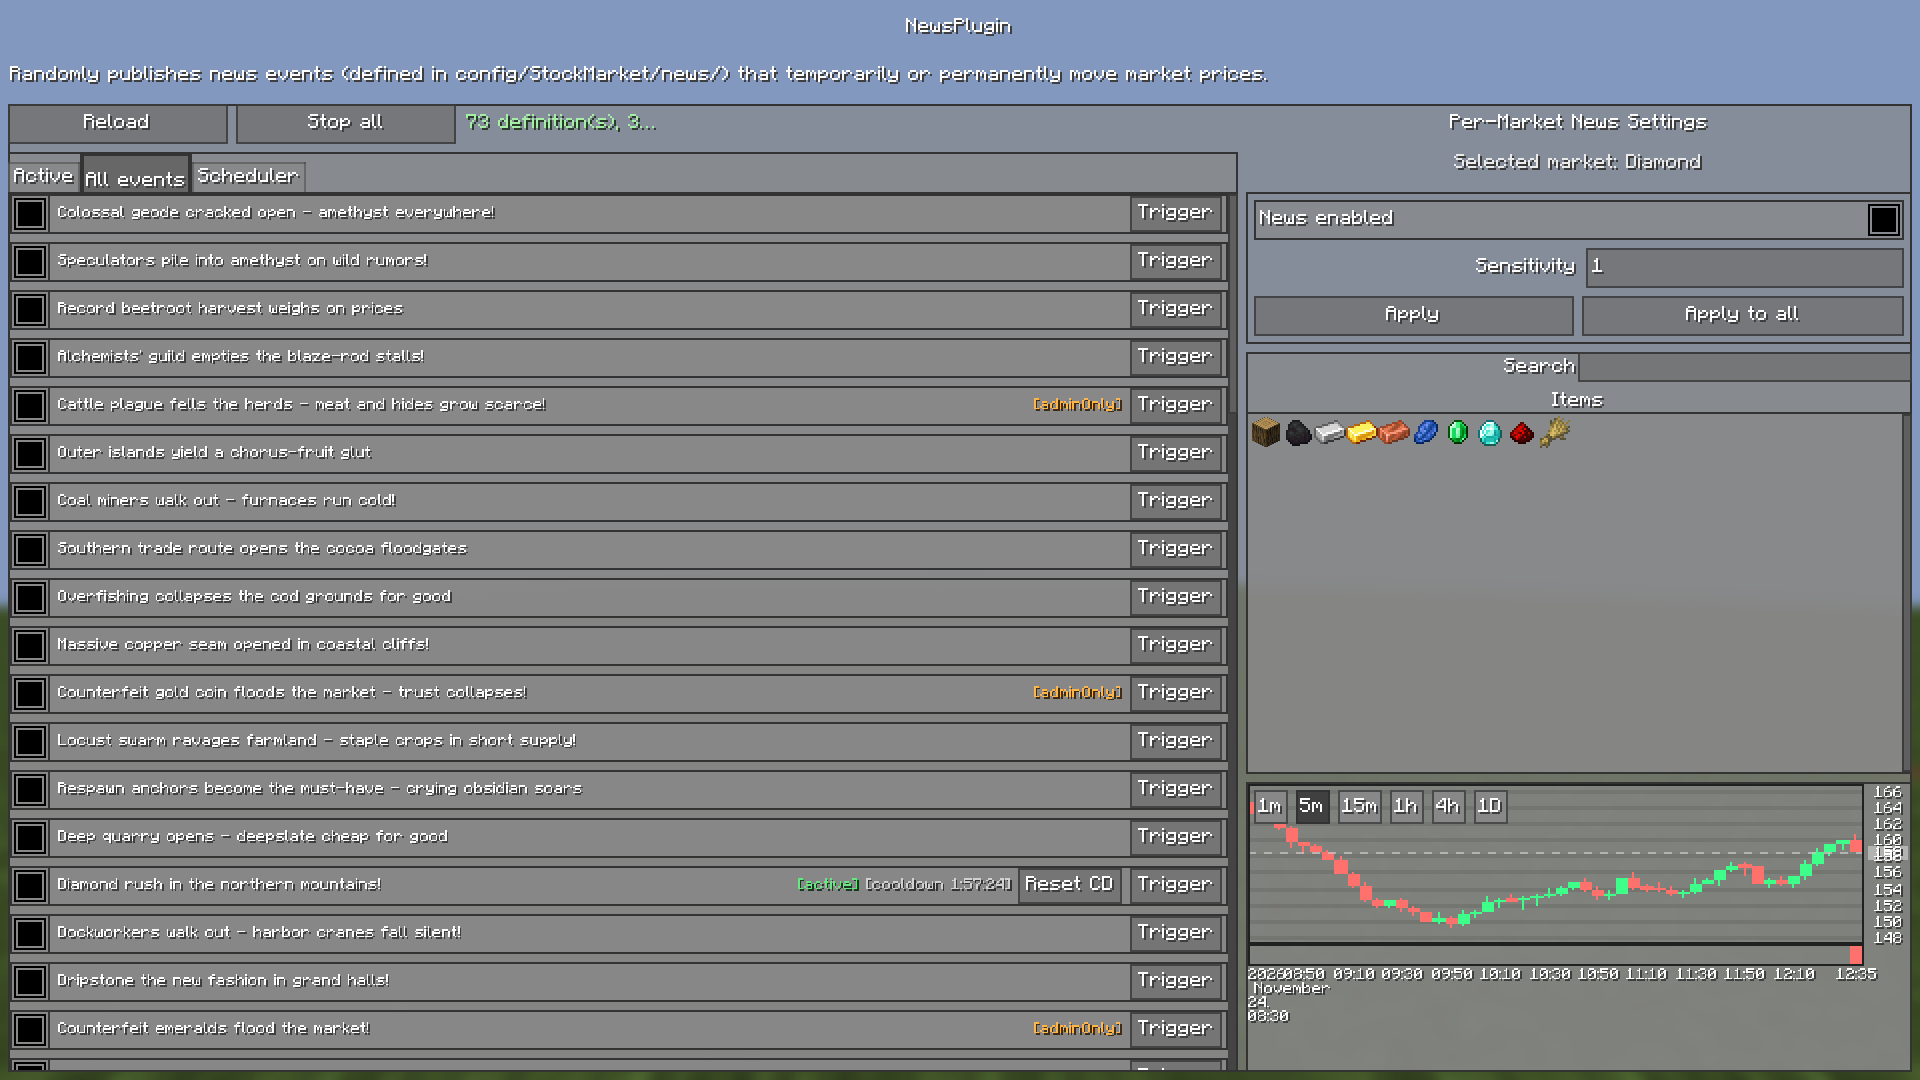 NewsPlugin
Randomly publishes news events (defined in config/StockMarket/news/) that temporarily or permanently move market prices.
Reload
Stop all
73 definition(s), 3...
Active
All events
Scheduler
Colossal geode cracked open - amethyst everywhere!
Trigger
Speculators pile into amethyst on wild rumors!
Trigger
Record beetroot harvest weighs on prices
Trigger
Alchemists' guild empties the blaze-rod stalls!
Trigger
Cattle plague fells the herds - meat and hides grow scarce!
[adminOnly]
Trigger
Outer islands yield a chorus-fruit glut
Trigger
Coal miners walk out - furnaces run cold!
Trigger
Southern trade route opens the cocoa floodgates
Trigger
Overfishing collapses the cod grounds for good
Trigger
Massive copper seam opened in coastal cliffs!
Trigger
Counterfeit gold coin floods the market - trust collapses!
[adminOnly]
Trigger
Locust swarm ravages farmland - staple crops in short supply!
Trigger
Respawn anchors become the must-have - crying obsidian soars
Trigger
Deep quarry opens - deepslate cheap for good
Trigger
Diamond rush in the northern mountains!
[active] [cooldown 1:57:24]
Reset CD
Trigger
Dockworkers walk out - harbor cranes fall silent!
Trigger
Dripstone the new fashion in grand halls!
Trigger
Counterfeit emeralds flood the market!
[adminOnly]
Trigger
Per-Market News Settings
Selected market: Diamond
News enabled
Sensitivity
1
Apply
Apply to all
Search
Items
1m
5m
15m
1h
4h
1D
166
164
162
160
158
156
154
152
150
148
2026 08:50 09:10 09:30 09:50 10:10 10:30 10:50 11:10 11:30 11:50 12:10 12:35
November
24.
08:30